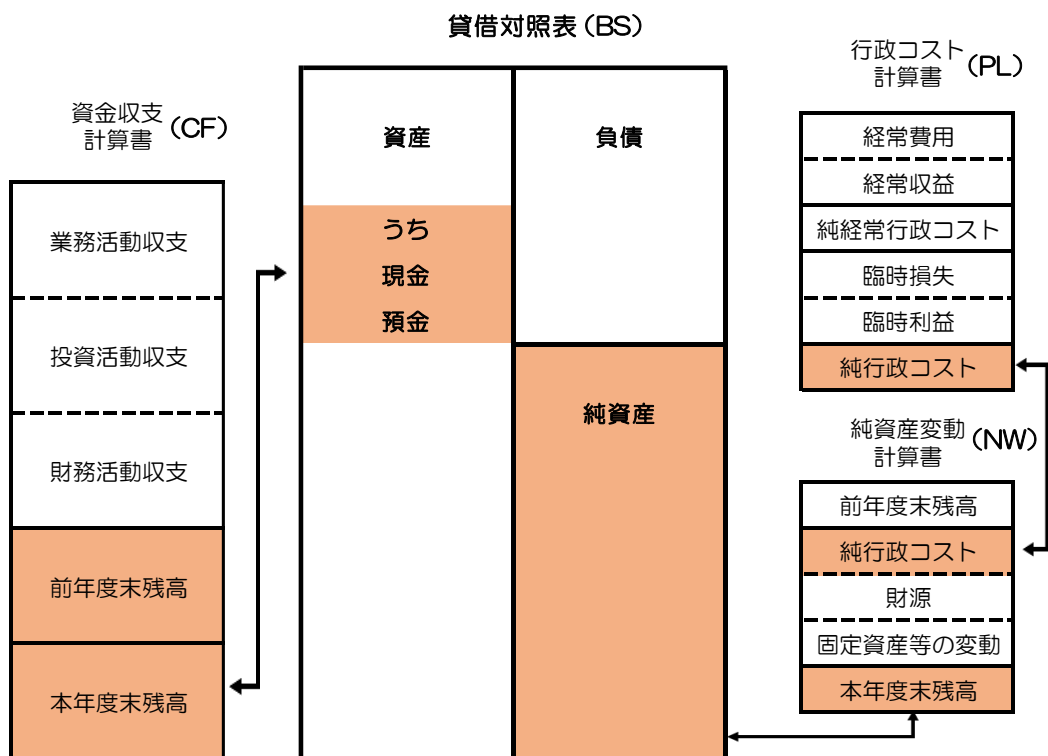 貸借対照表(BS)
資金収支
計算書
(CF)
業務活動収支
投資活動収支
財務活動収支
前年度末残高
本年度末残高
資産
うち
現金
預金
負債
純資産
行政コスト
計算書
(PL)
経常費用
経常収益
純経常行政コスト
臨時損失
臨時利益
純行政コスト
純資産変動
計算書
(NW)
前年度末残高
純行政コスト
財源
固定資産等の変動
本年度末残高